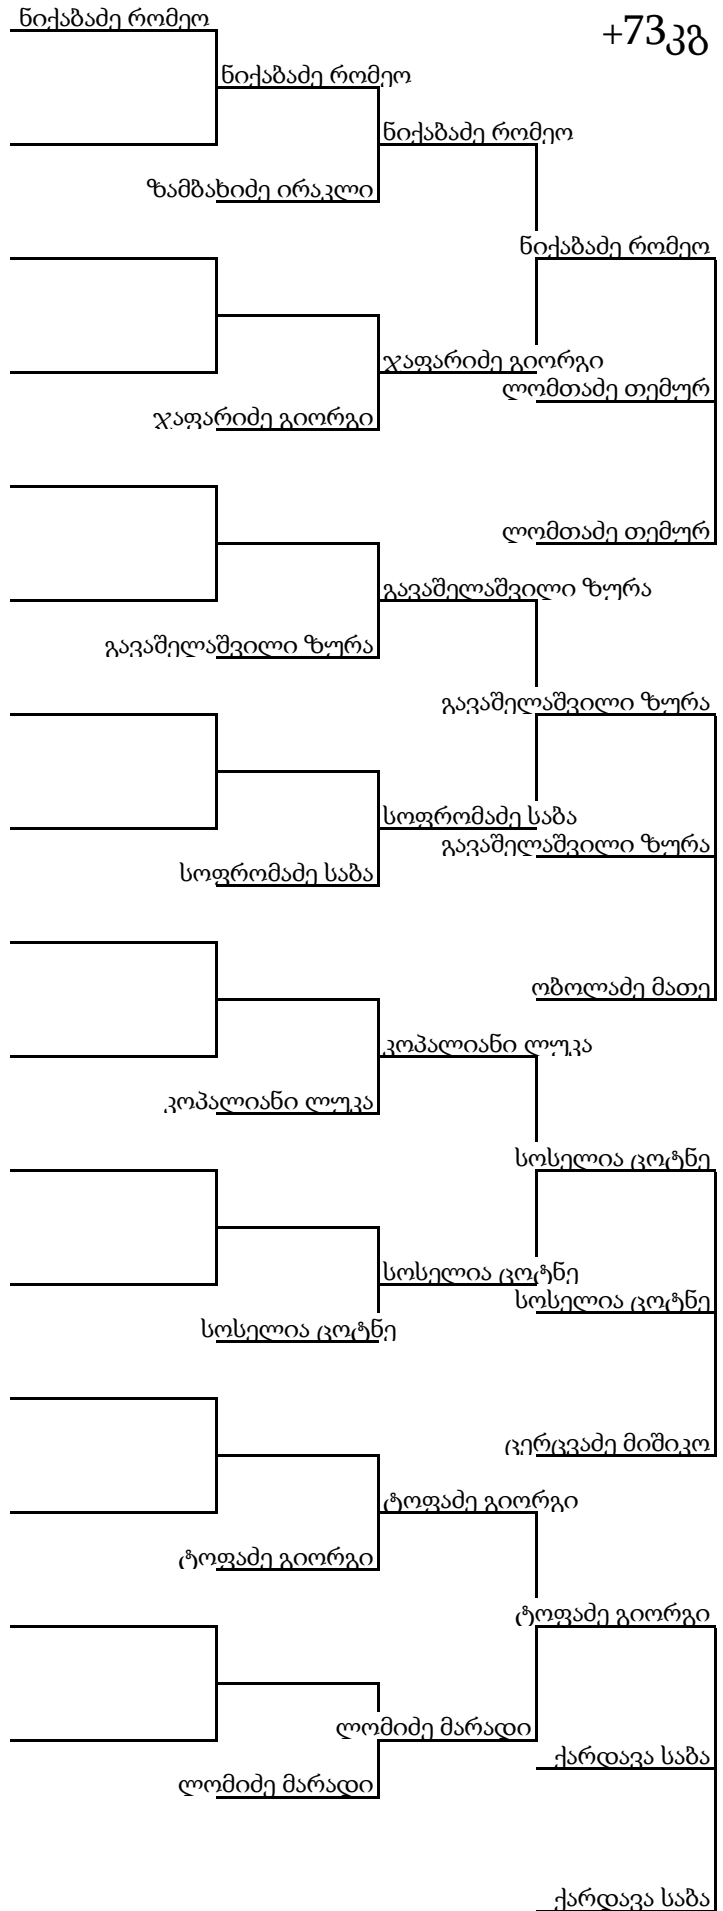 ნიქაბაძე რომეო
+73კგ
ნიქაბაძე რომეო
ნიქაბაძე რომეო
ზამბახიძე ირაკლი
ნიქაბაძე რომეო
ჯაფარიძე გიორგი
ლომთაძე თემურ
ჯაფარიძე გიორგი
ლომთაძე თემურ
გავაშელაშვილი ზურა
გავაშელაშვილი ზურა
გავაშელაშვილი ზურა
სოფრომაძე საბა
გავაშელაშვილი ზურა
სოფრომაძე საბა
ობოლაძე მათე
კოპალიანი ლუკა
კოპალიანი ლუკა
სოსელია ცოტნე
სოსელია ცოტნე
სოსელია ცოტნე
სოსელია ცოტნე
ცერცვაძე მიშიკო
ტოფაძე გიორგი
ტოფაძე გიორგი
ტოფაძე გიორგი
ლომიძე მარადი
ქარდავა საბა
ლომიძე მარადი
ქარდავა საბა